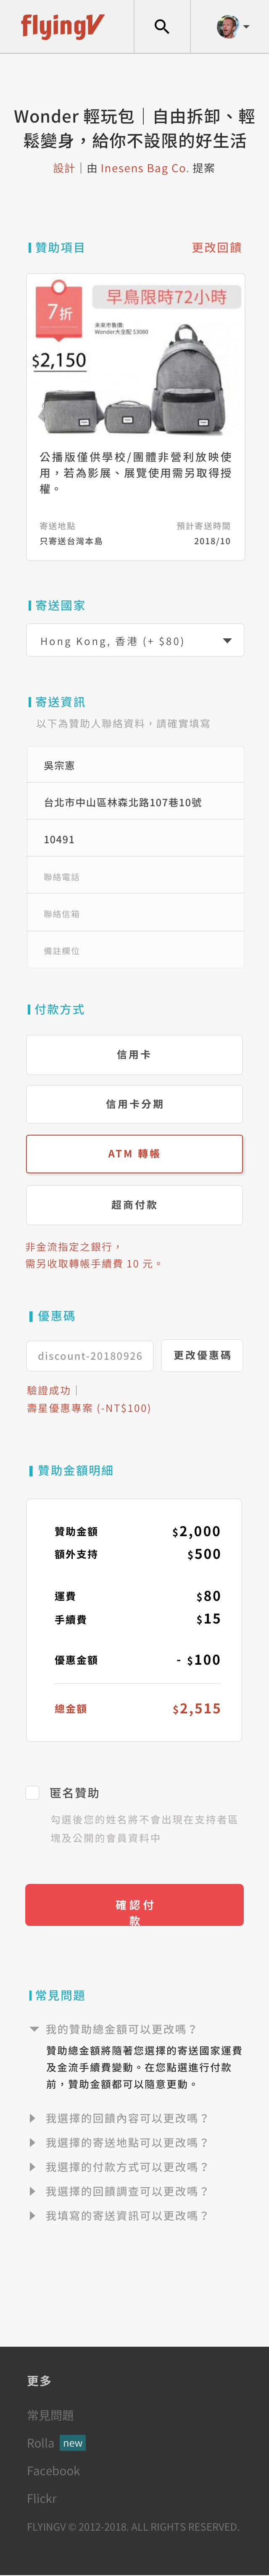 flyingV
Wonder 輕玩包｜自由拆卸、輕
鬆變身，給你不設限的好生活
設計｜由 Inesens Bag Co. 提案
贊助項目
更改回饋
7折
早鳥限時72小時
未來市售價:
Wonder大全配 $3080
$2,150
公播版僅供學校/團體非營利放映使
用，若為影展、展覽使用需另取得授
權。
寄送地點
預計寄送時間
只寄送台灣本島
2018/10
寄送國家
Hong Kong, 香港 (+ $80)
寄送資訊
以下為贊助人聯絡資料，請確實填寫
吳宗憲
台北市中山區林森北路107巷10號
10491
聯絡電話
聯絡信箱
備註欄位
付款方式
信用卡
信用卡分期
ATM 轉帳
超商付款
非金流指定之銀行，
需另收取轉帳手續費 10 元。
優惠碼
discount-20180926
更改優惠碼
驗證成功｜
壽星優惠專案 (-NT$100)
贊助金額明細
贊助金額 $2,000
額外支持 $500
運費 $80
手續費 $15
優惠金額 - $100
總金額 $2,515
匿名贊助
勾選後您的姓名將不會出現在支持者區
塊及公開的會員資料中
確認付
款
常見問題
我的贊助總金額可以更改嗎？
贊助總金額將隨著您選擇的寄送國家運費
及金流手續費變動。在您點選進行付款
前，贊助金額都可以隨意更動。
我選擇的回饋內容可以更改嗎？
我選擇的寄送地點可以更改嗎？
我選擇的付款方式可以更改嗎？
我選擇的回饋調查可以更改嗎？
我填寫的寄送資訊可以更改嗎？
更多
常見問題
Rolla new
Facebook
Flickr
FLYINGV © 2012-2018. ALL RIGHTS RESERVED.